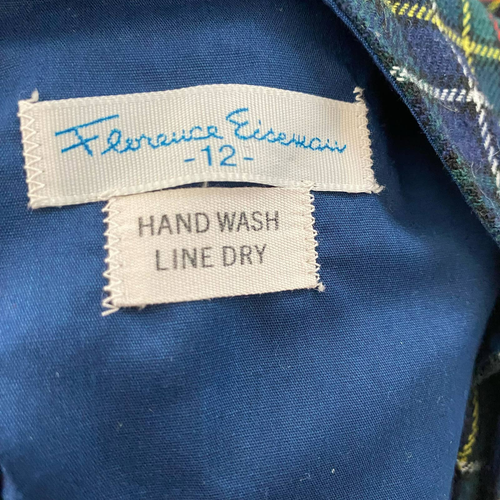 Florence Eiseman
-12-
HAND WASH
LINE DRY